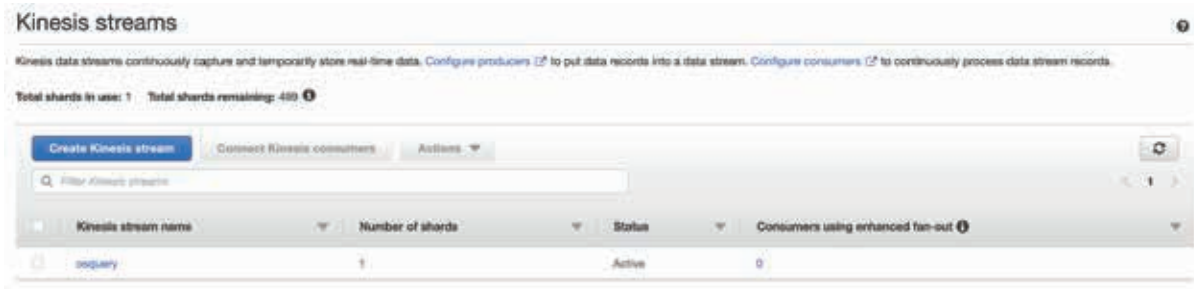 Kinesis streams
Kinesis data streams continuously capture and temporarily store real-time data. Configure producers to put data records into a data stream. Configure consumers to continuously process data stream records.
Total shards in use: 1 Total shards remaining: 499
Create Kinesis stream Connect Kinesis consumers Actions
Filter Kinesis streams
1
Kinesis stream name Number of shards Status Consumers using enhanced fan-out
osquery 1 Active 0